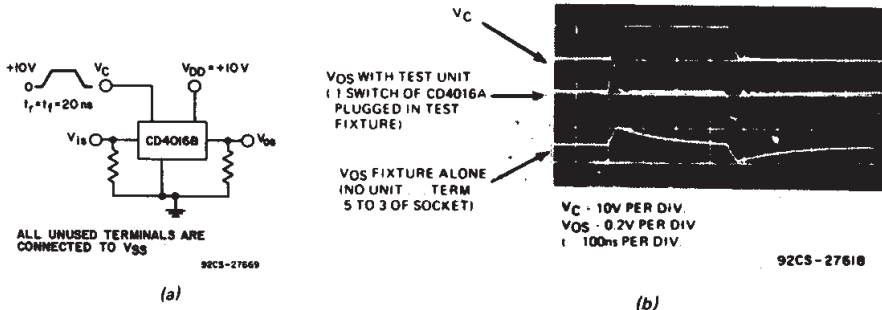 +10V
0
tr=tf=20 ns
VC
VDD=+10V
Vis
CD4016B
Vos
ALL UNUSED TERMINALS ARE
CONNECTED TO VSS
92CS-27669
(a)
VC
VOS WITH TEST UNIT
(1 SWITCH OF CD4016A
PLUGGED IN TEST
FIXTURE)
VOS FIXTURE ALONE
(NO UNIT... TERM
5 TO 3 OF SOCKET)
VC - 10V PER DIV.
VOS - 0.2V PER DIV
t 100ns PER DIV.
92CS-27618
(b)